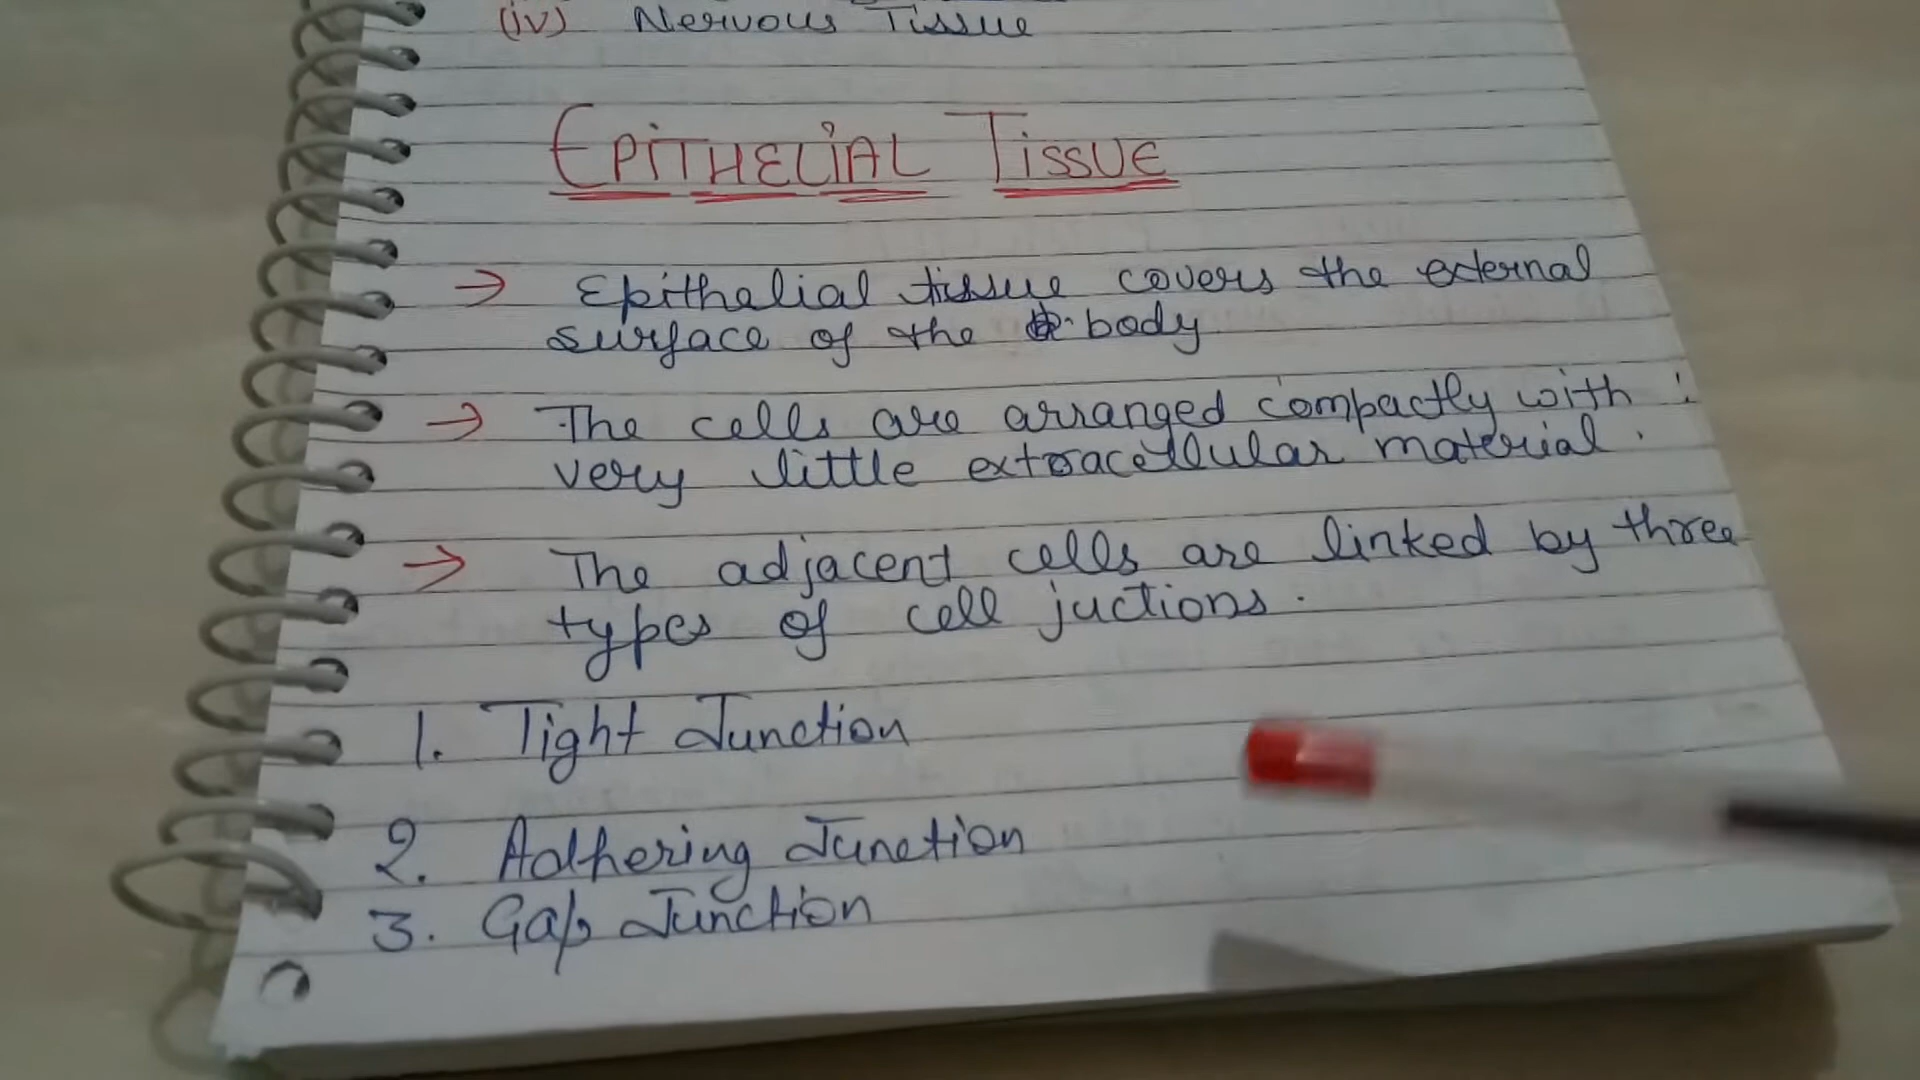 (iv) Nervous Tissue
EPITHELIAL TISSUE
→ Epithelial tissue covers the external
surface of the body
→ The cells are arranged compactly with
very little extracellular material.
→ The adjacent cells are linked by three
types of cell juctions.
1. Tight Junction
2. Adhering Junction
3. Gap Junction